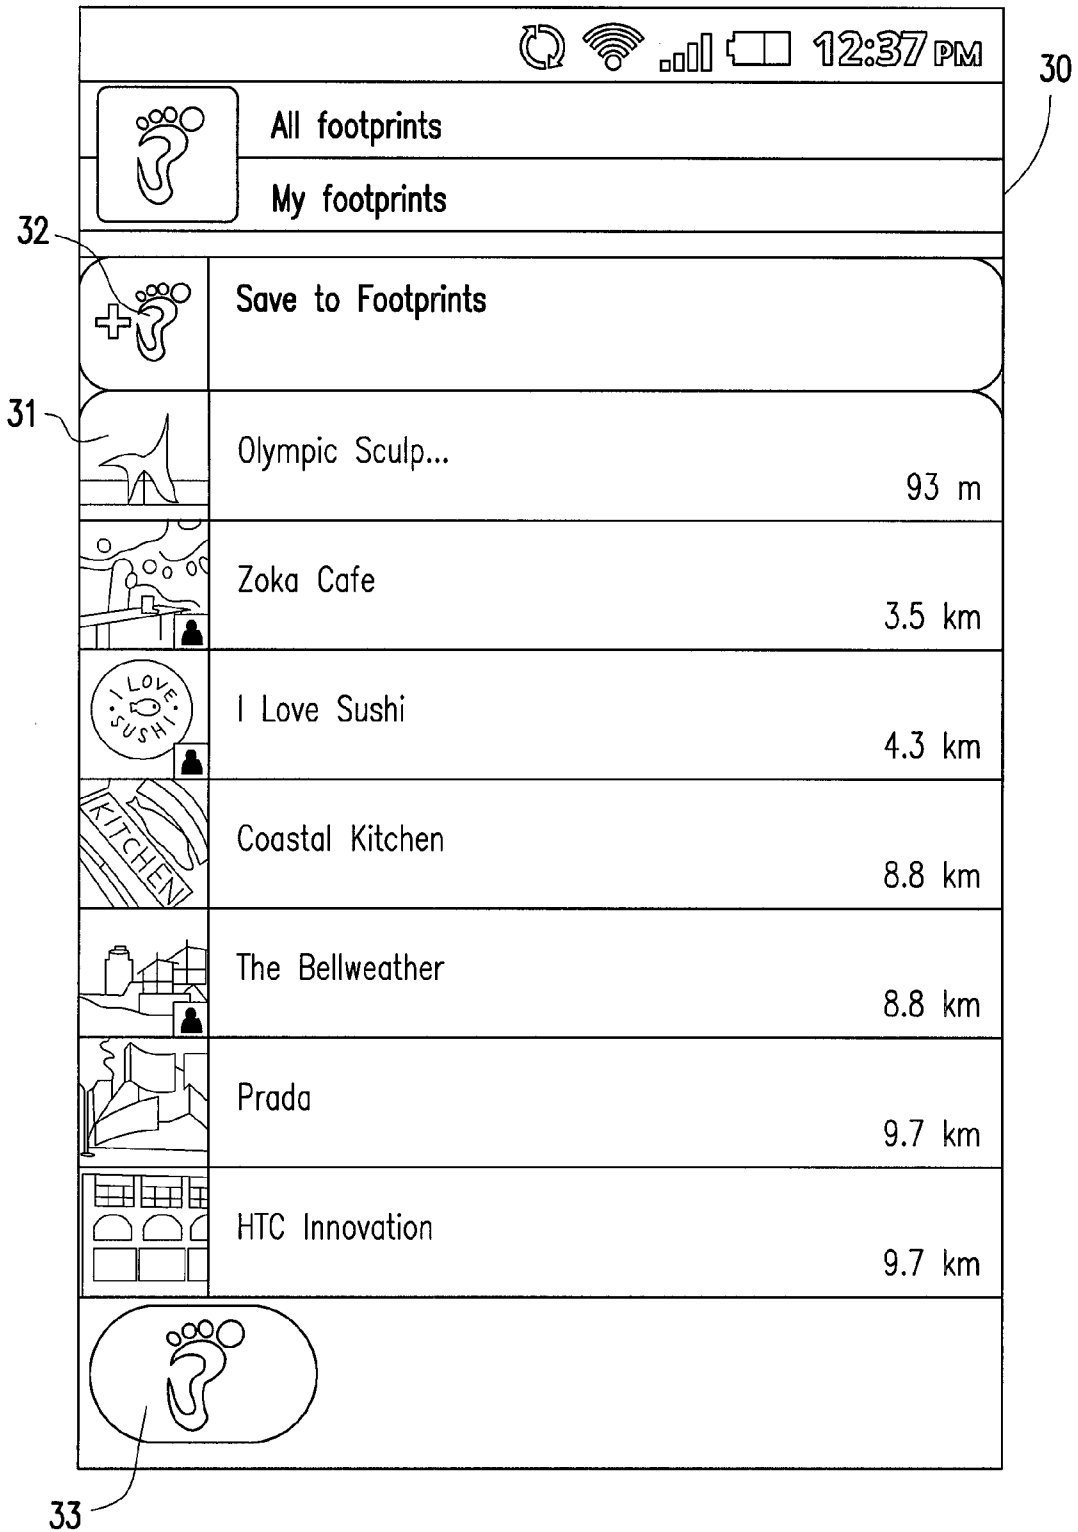 12:37 PM
30
All footprints
My footprints
32
Save to Footprints
31
Olympic Sculp...
93 m
Zoka Cafe
3.5 km
I LOVE SUSHI
I Love Sushi
4.3 km
KITCHEN
Coastal Kitchen
8.8 km
The Bellweather
8.8 km
Prada
9.7 km
HTC Innovation
9.7 km
33